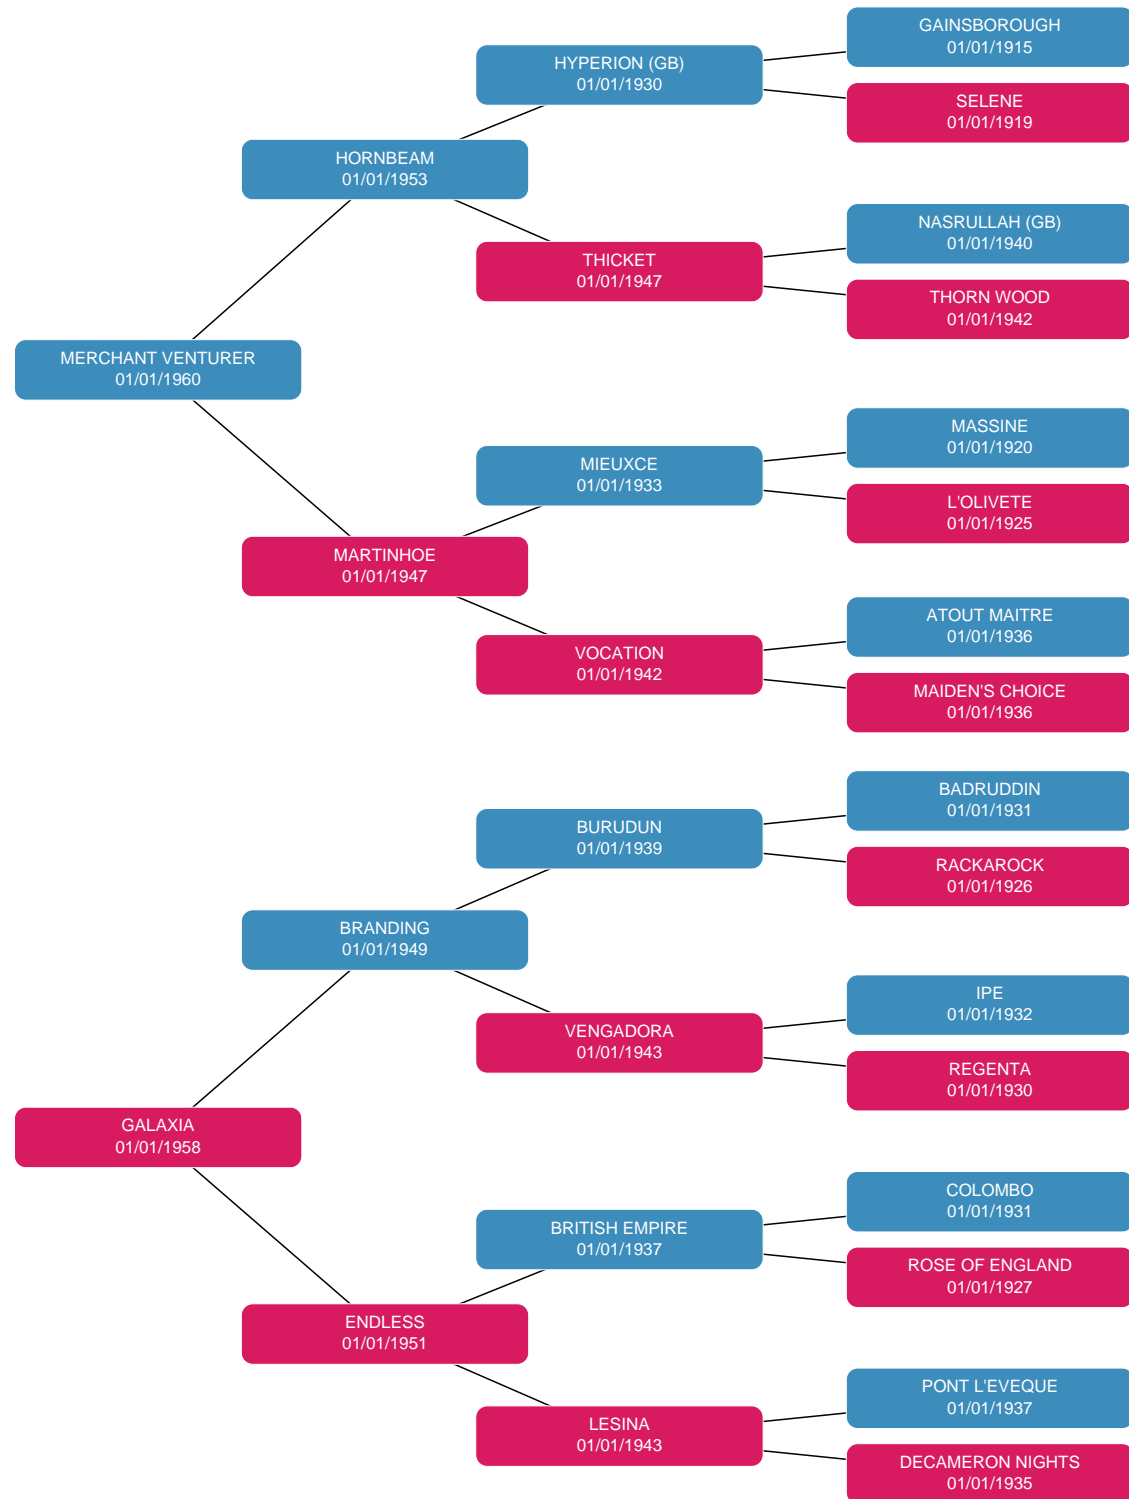 GAINSBOROUGH
01/01/1915
HYPERION (GB)
01/01/1930
SELENE
01/01/1919
HORNBEAM
01/01/1953
NASRULLAH (GB)
01/01/1940
THICKET
01/01/1947
THORN WOOD
01/01/1942
MERCHANT VENTURER
01/01/1960
MASSINE
01/01/1920
MIEUXCE
01/01/1933
L'OLIVETE
01/01/1925
MARTINHOE
01/01/1947
ATOUT MAITRE
01/01/1936
VOCATION
01/01/1942
MAIDEN'S CHOICE
01/01/1936
BADRUDDIN
01/01/1931
BURUDUN
01/01/1939
RACKAROCK
01/01/1926
BRANDING
01/01/1949
IPE
01/01/1932
VENGADORA
01/01/1943
REGENTA
01/01/1930
GALAXIA
01/01/1958
COLOMBO
01/01/1931
BRITISH EMPIRE
01/01/1937
ROSE OF ENGLAND
01/01/1927
ENDLESS
01/01/1951
PONT L'EVEQUE
01/01/1937
LESINA
01/01/1943
DECAMERON NIGHTS
01/01/1935